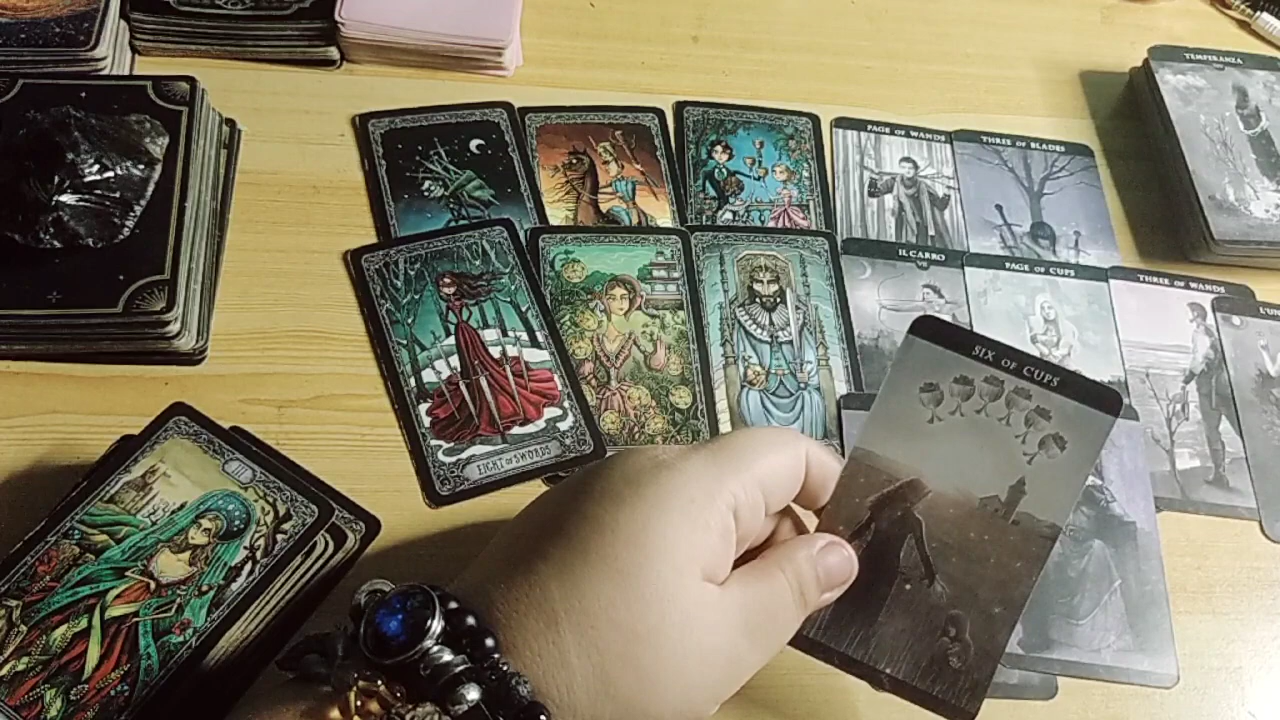 TEMPERANZA
PAGE OF WANDS
THREE OF BLADES
IL CARRO
VII
PAGE OF CUPS
THREE OF WANDS
SIX OF CUPS
EIGHT OF SWORDS
III